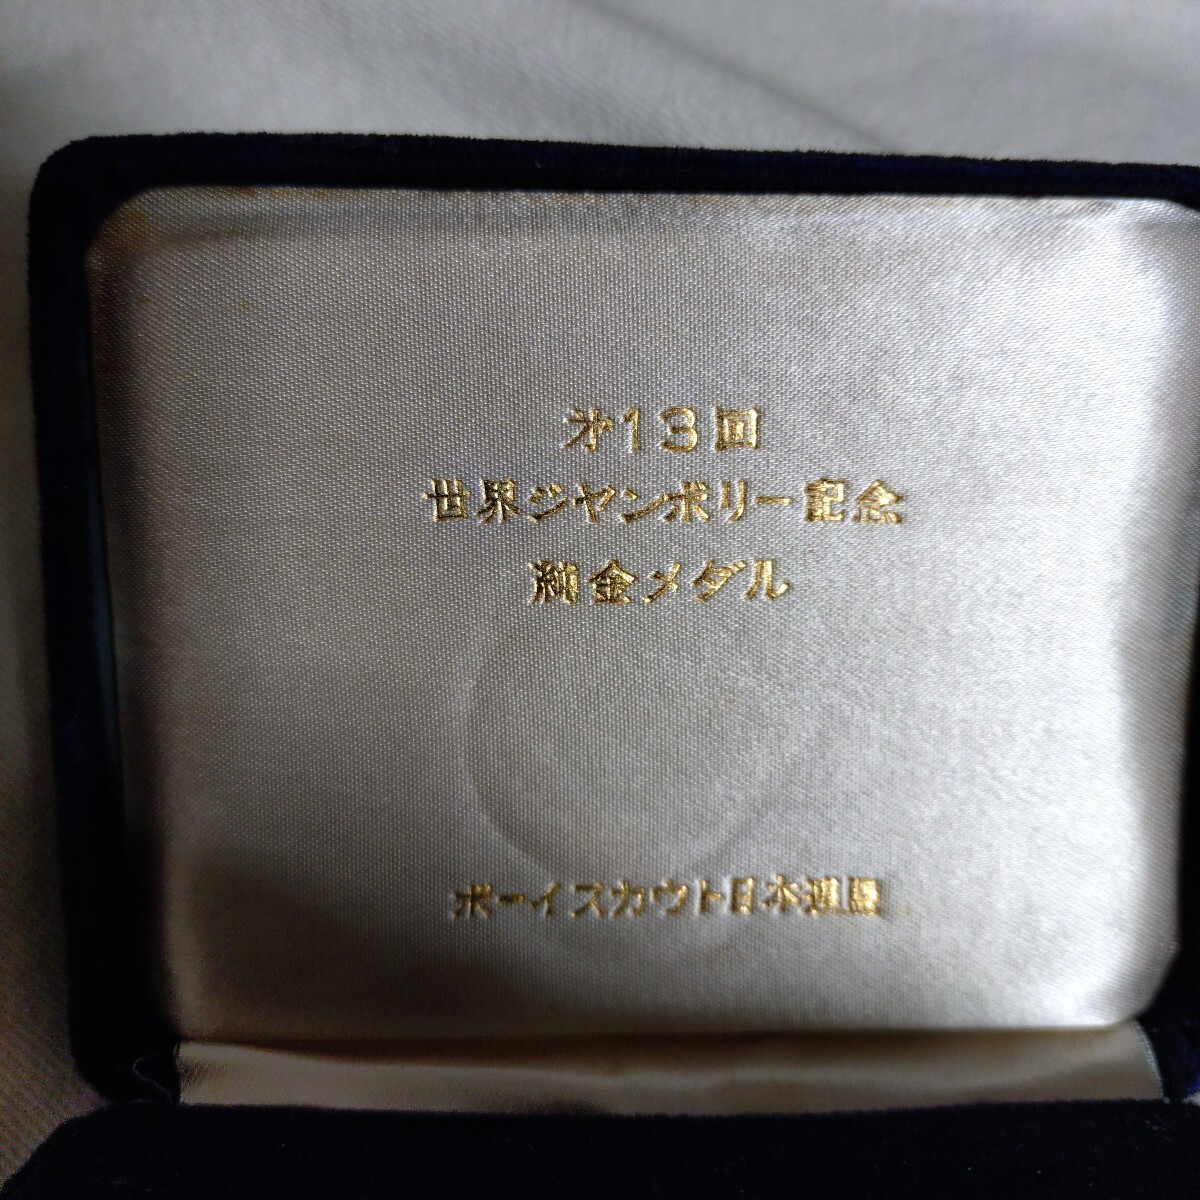 第13回
世界ジヤンボリー記念
純金メダル
ボーイスカウト日本連盟